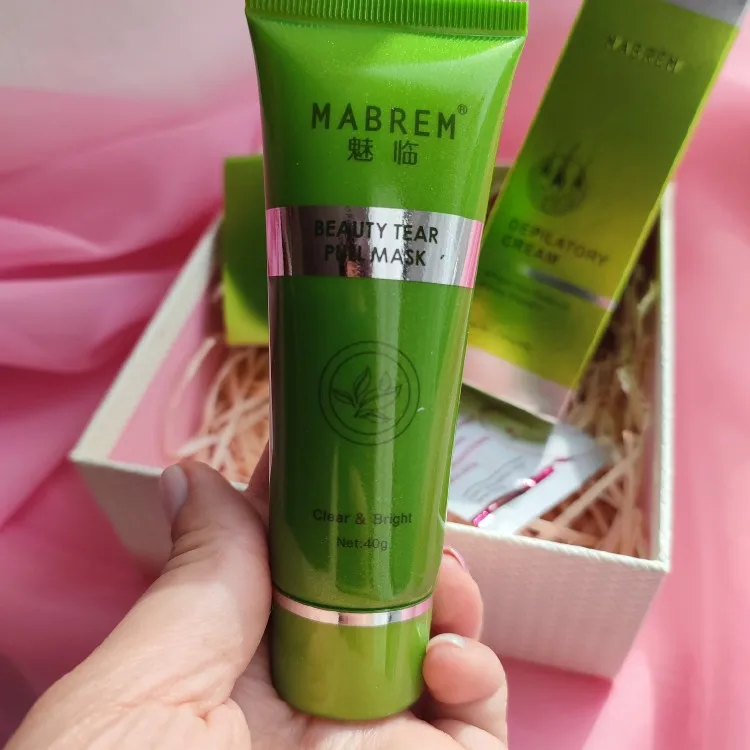 MABREM®
魅临
BEAUTY TEAR
PULL MASK
Clear & Bright
Net:40g
MABREM
DEPILATORY
CREAM